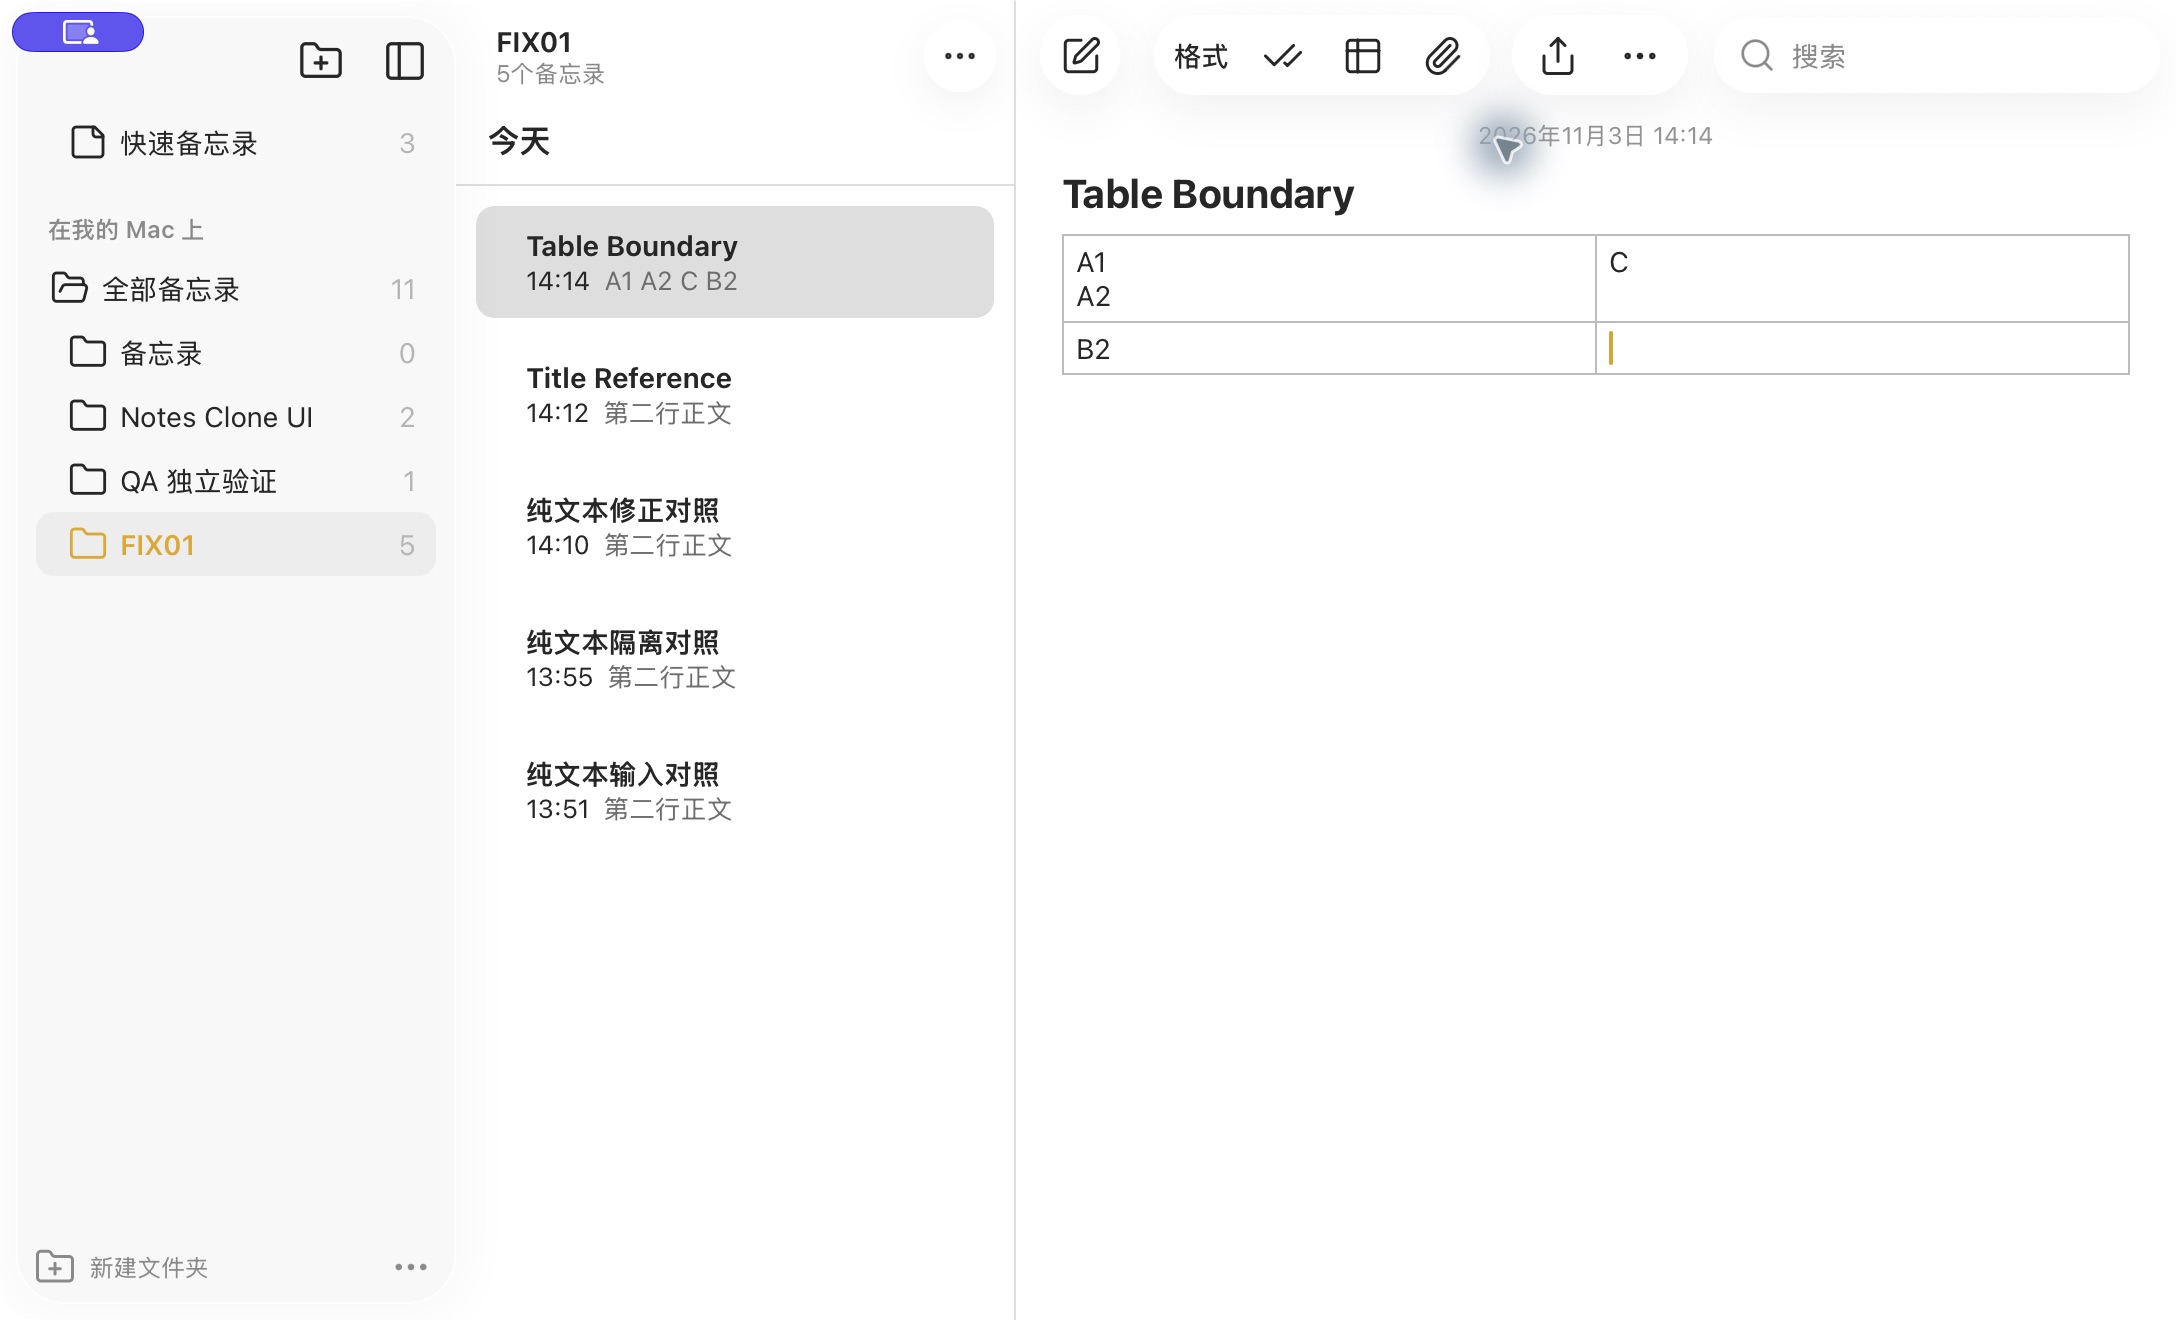 快速备忘录 3
在我的 Mac 上
全部备忘录 11
备忘录 0
Notes Clone UI 2
QA 独立验证 1
FIX01 5
新建文件夹
FIX01
5个备忘录
今天
Table Boundary
14:14 A1 A2 C B2
Title Reference
14:12 第二行正文
纯文本修正对照
14:10 第二行正文
纯文本隔离对照
13:55 第二行正文
纯文本输入对照
13:51 第二行正文
格式
搜索
2026年11月3日 14:14
Table Boundary
A1
A2
C
B2